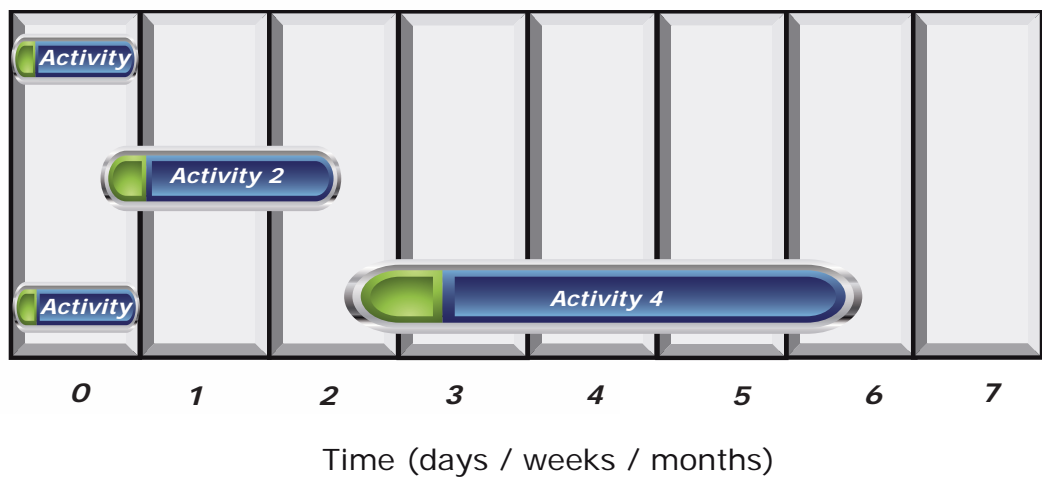 Activity
Activity 2
Activity 4
Activity
0 1 2 3 4 5 6 7
Time (days / weeks / months)